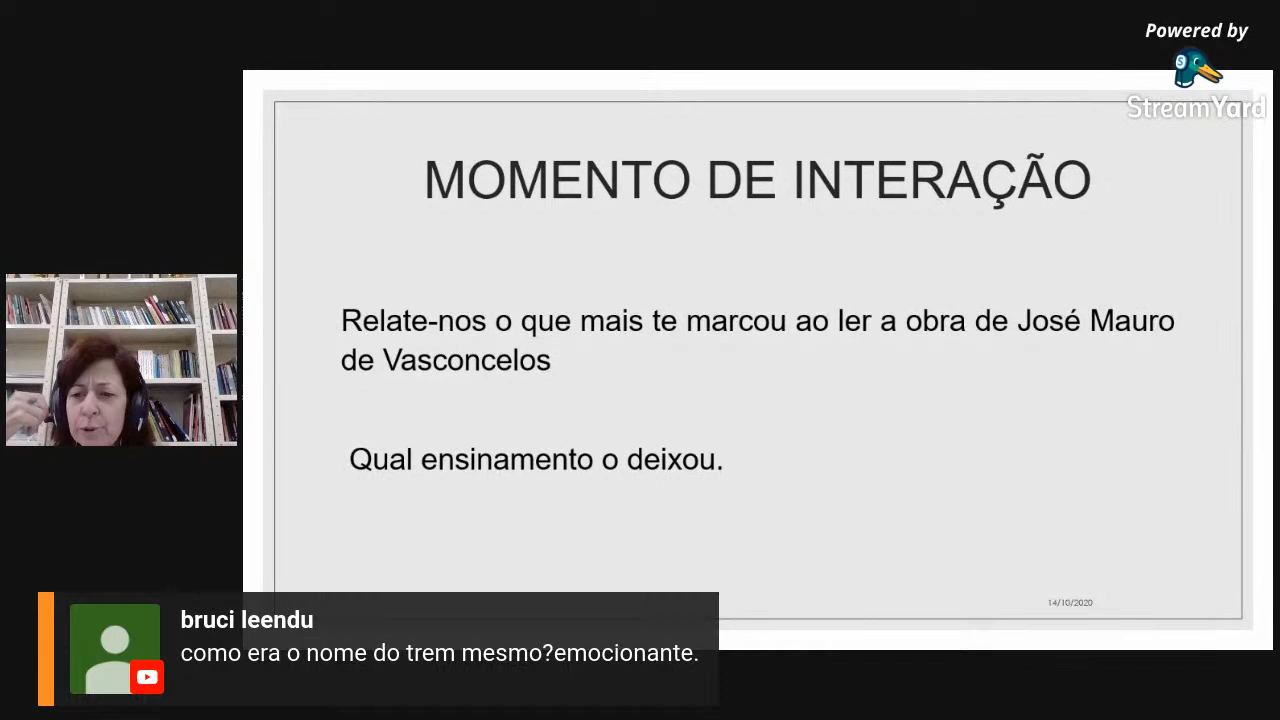 Powered by
StreamYard
MOMENTO DE INTERAÇÃO
Relate-nos o que mais te marcou ao ler a obra de José Mauro
de Vasconcelos
Qual ensinamento o deixou.
14/10/2020
bruci leendu
como era o nome do trem mesmo?emocionante.